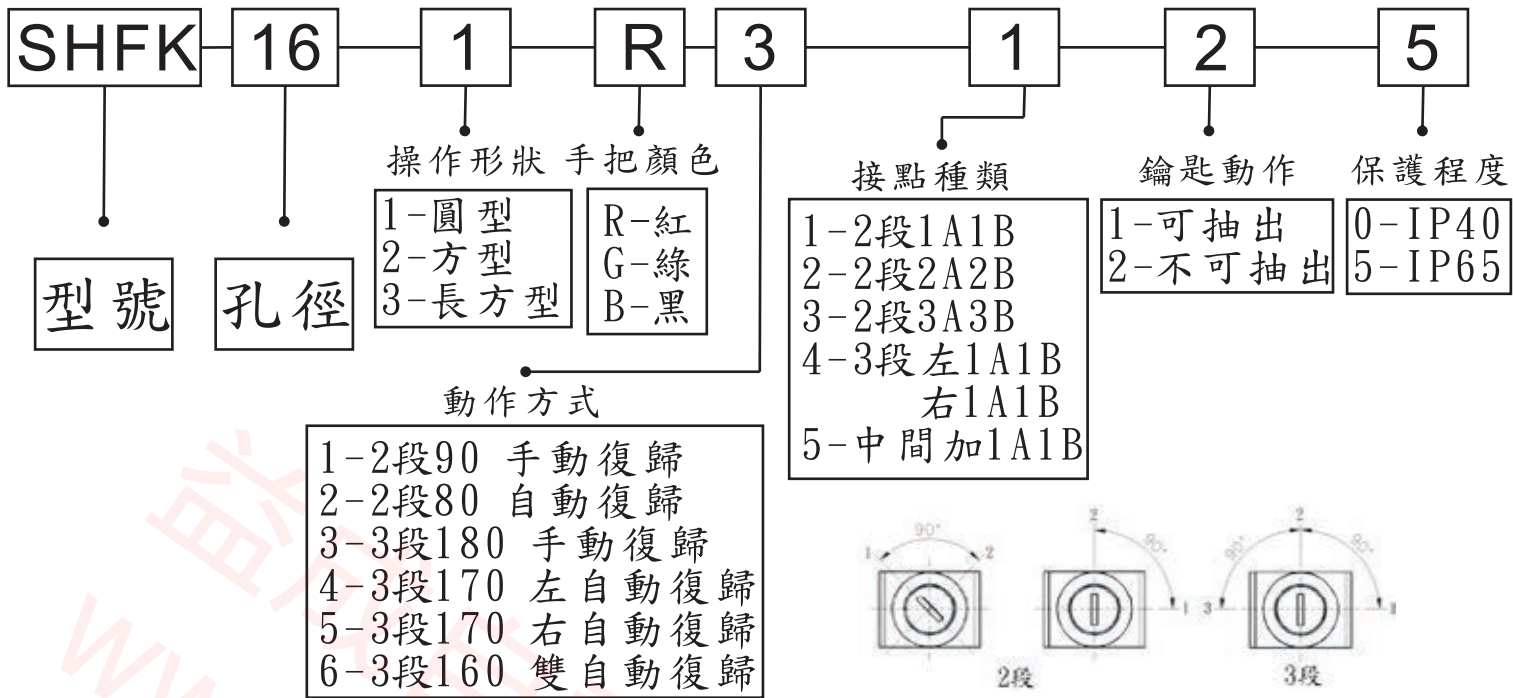 SHFK 16 1 R 3 1 2 5
型號
孔徑
操作形狀
1-圓型
2-方型
3-長方型
手把顏色
R-紅
G-綠
B-黑
動作方式
1-2段90 手動復歸
2-2段80 自動復歸
3-3段180 手動復歸
4-3段170 左自動復歸
5-3段170 右自動復歸
6-3段160 雙自動復歸
接點種類
1-2段1A1B
2-2段2A2B
3-2段3A3B
4-3段左1A1B
右1A1B
5-中間加1A1B
鑰匙動作
1-可抽出
2-不可抽出
保護程度
0-IP40
5-IP65
1 90° 2
2 1
2段
2 3
3段
益成